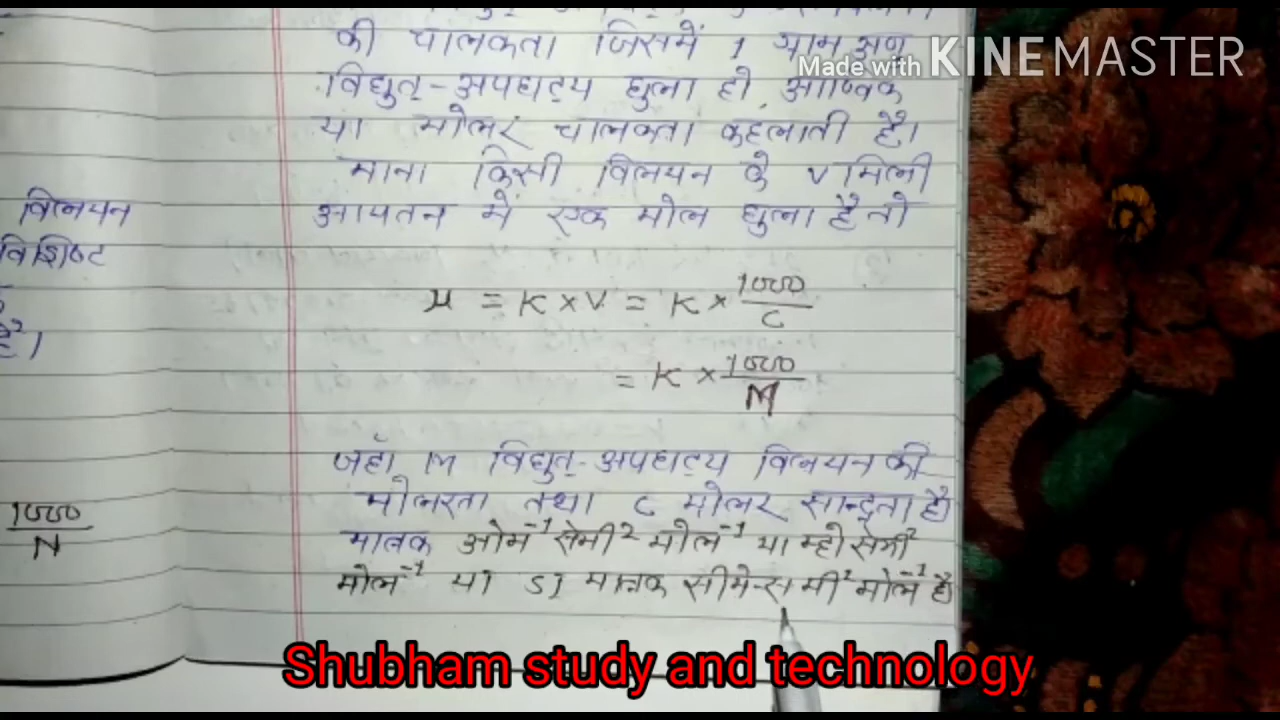 की चालकता जिसमें 1 ग्राम अणु
विद्युत्-अपघट्य घुला हो, आण्विक
या मोलर चालकता कहलाती है।
माना किसी विलयन के V मिली
आयतन में एक मोल घुला है तो
μ = K × V = K × 1000/C
= K × 1000/M
जहाँ M विद्युत्-अपघट्य विलयन की
मोलरता तथा C मोलर सान्द्रता है।
मात्रक ओम⁻¹ सेमी² मोल⁻¹ या म्हो सेमी²
मोल⁻¹ या SI मात्रक सीमेन्स मी² मोल⁻¹ है।
विलयन
विशिष्ट
है।
1000/N
Made with KINEMASTER
Shubham study and technology